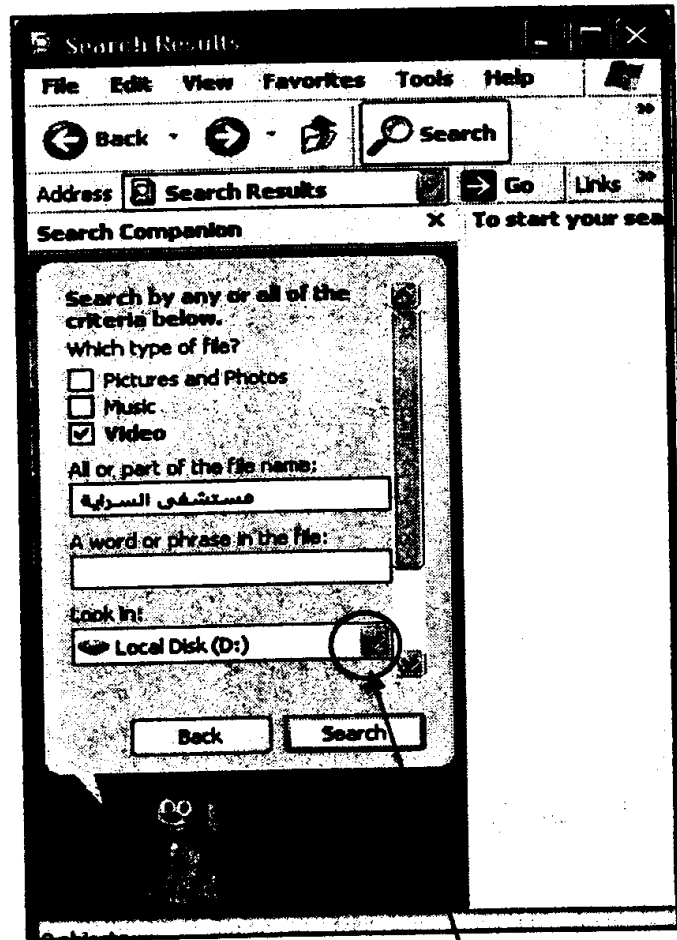 Search Results
File Edit View Favorites Tools Help
Back Search
Address Search Results Go Links
Search Companion
To start your sea
Search by any or all of the
criteria below.
Which type of file?
Pictures and Photos
Music
Video
All or part of the file name:
مستشفى السراية
A word or phrase in the file:
Look in:
Local Disk (D:)
Back Search